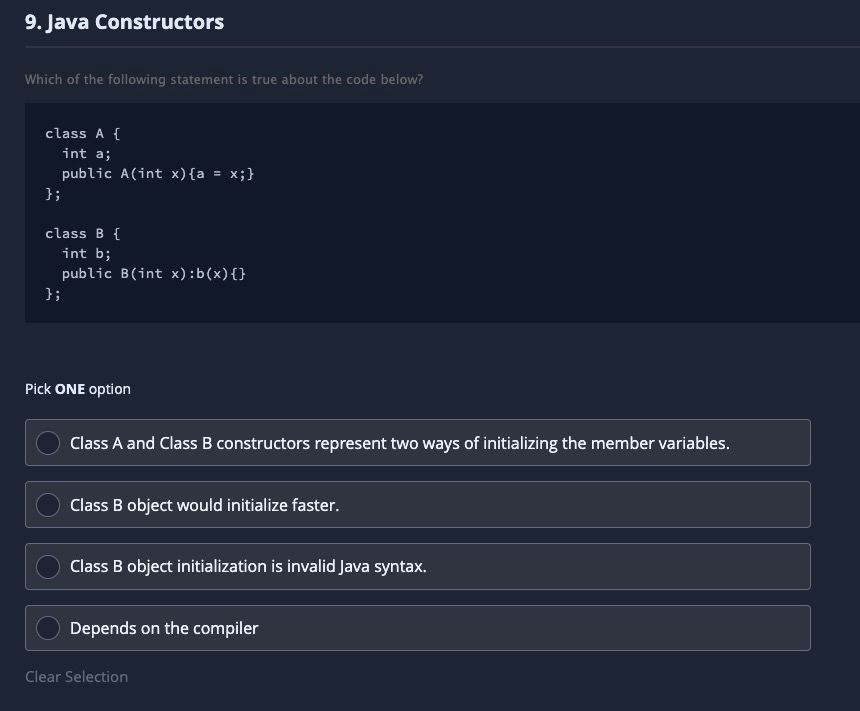 9. Java Constructors
Which of the following statement is true about the code below?
class A {
  int a;
  public A(int x){a = x;}
};
class B {
  int b;
  public B(int x):b(x){}
};
Pick ONE option
Class A and Class B constructors represent two ways of initializing the member variables.
Class B object would initialize faster.
Class B object initialization is invalid Java syntax.
Depends on the compiler
Clear Selection